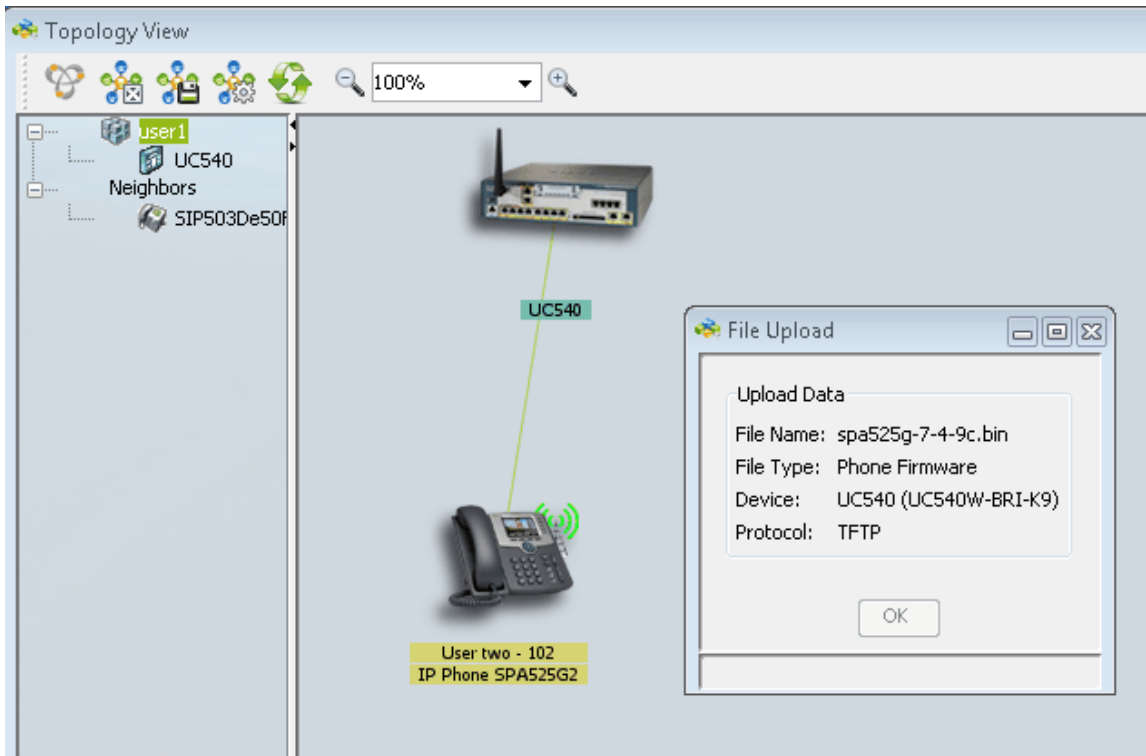 Topology View
100%
user1
UC540
Neighbors
SIP503De50F
UC540
User two - 102
IP Phone SPA525G2
File Upload
Upload Data
File Name: spa525g-7-4-9c.bin
File Type: Phone Firmware
Device: UC540 (UC540W-BRI-K9)
Protocol: TFTP
OK